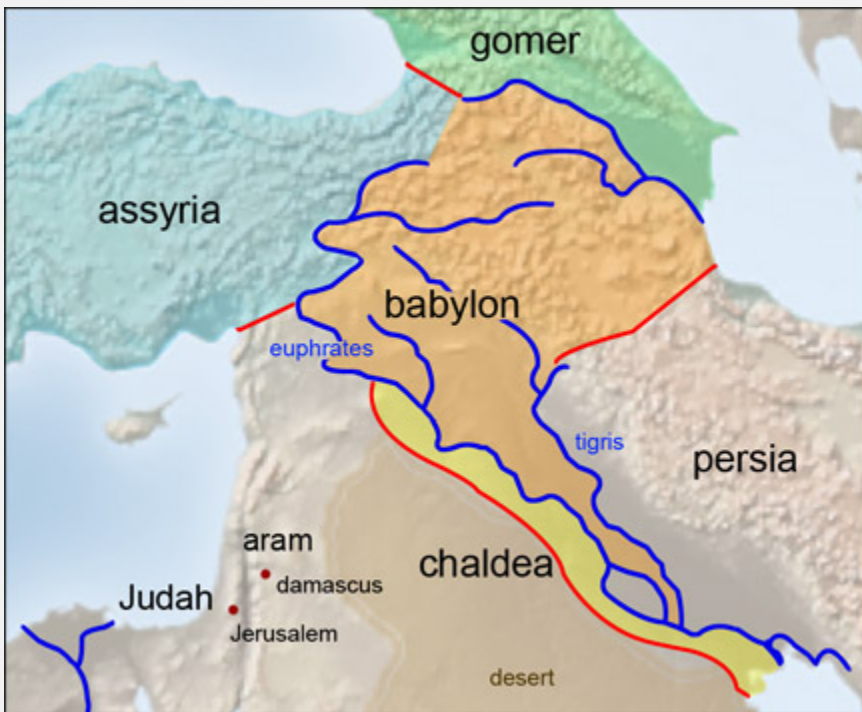 gomer
assyria
babylon
euphrates
tigris
persia
aram
chaldea
damascus
Judah
Jerusalem
desert